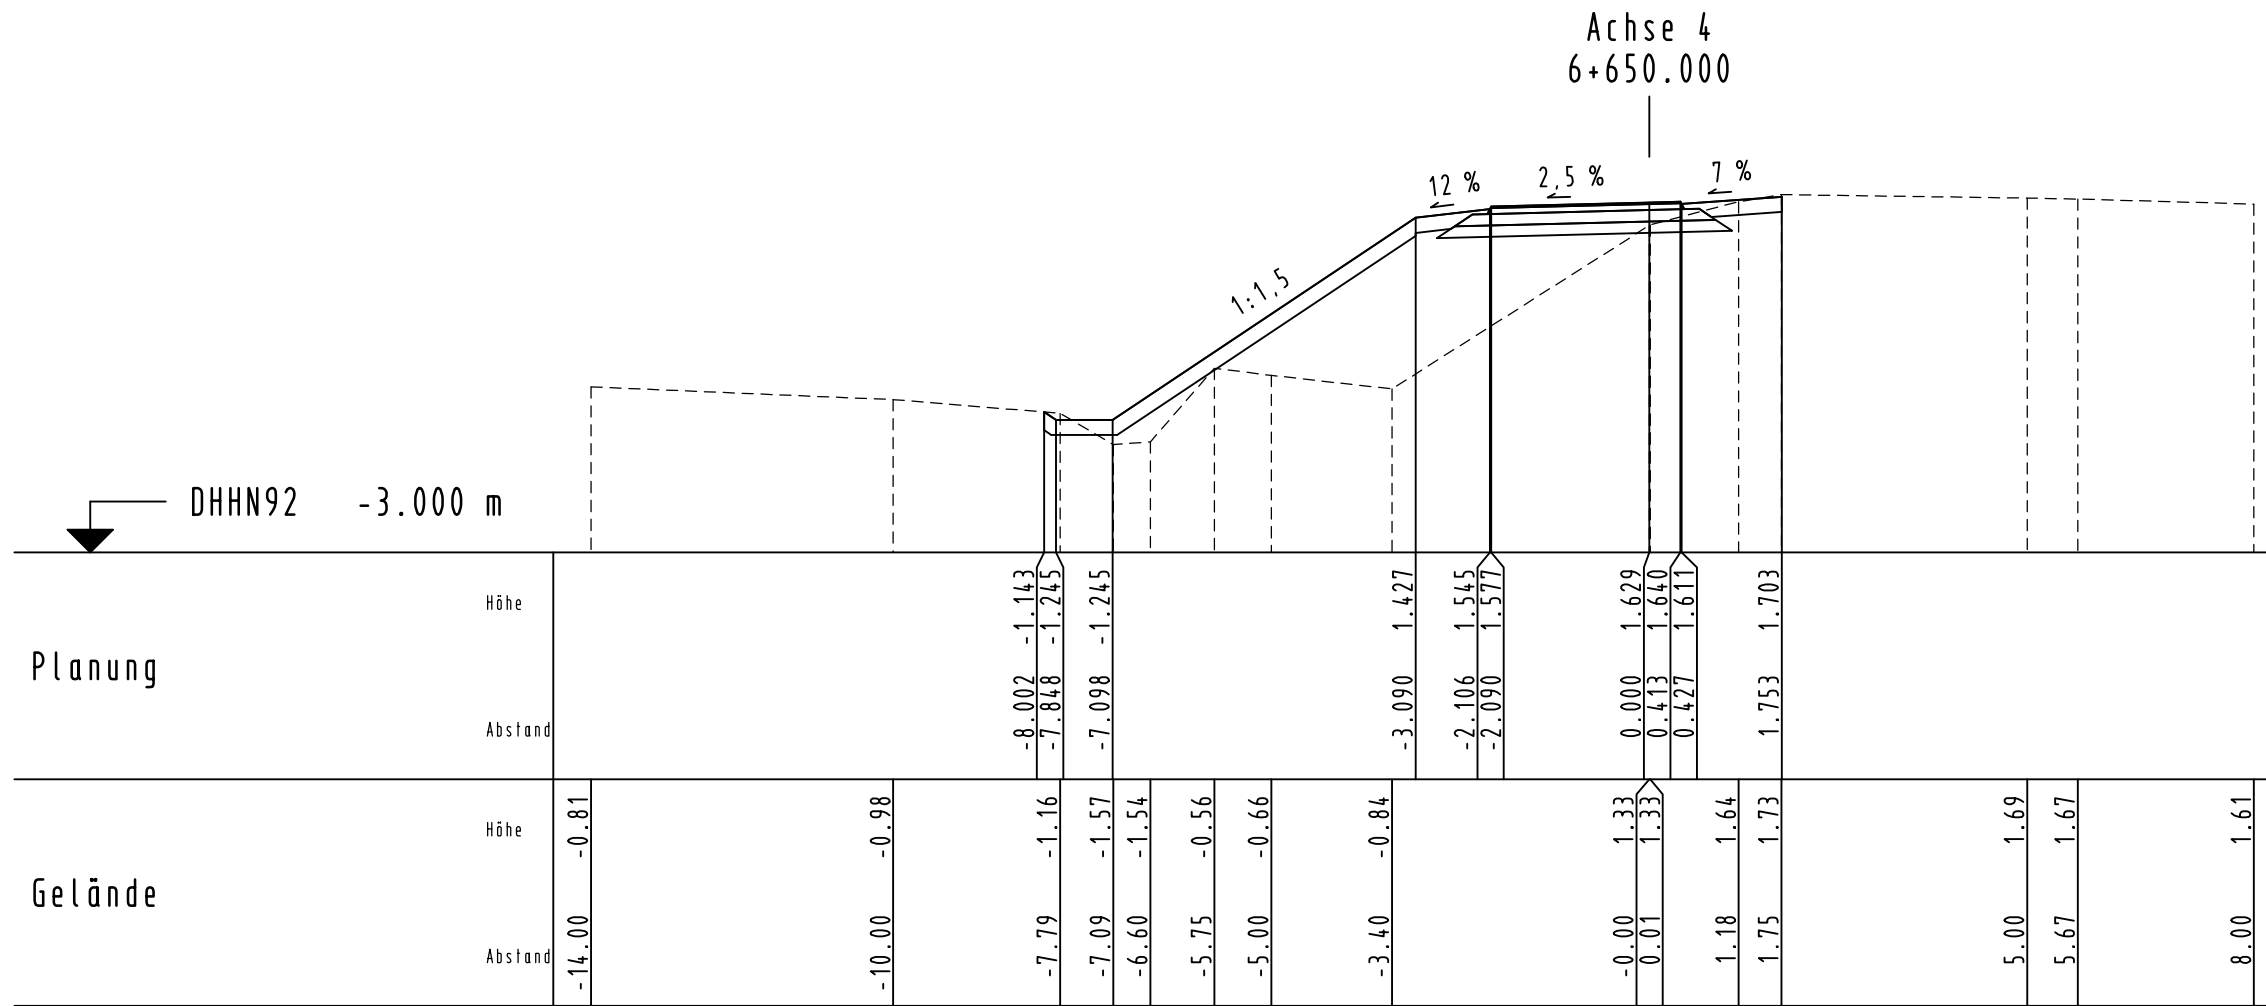 Achse 4
6+650.000
12 %
2,5 %
7 %
1:1,5
DHHN92 -3.000 m
Planung
Höhe
-1.143 -1.245 -1.245 1.427 1.545 1.577 1.629 1.640 1.611 1.703
Abstand
-8.002 -7.848 -7.098 -3.090 -2.106 -2.090 0.000 0.413 0.427 1.753
Gelände
Höhe
-0.81 -0.98 -1.16 -1.57 -1.54 -0.56 -0.66 -0.84 1.33 1.33 1.64 1.73 1.69 1.67 1.61
Abstand
-14.00 -10.00 -7.79 -7.09 -6.60 -5.75 -5.00 -3.40 -0.00 0.01 1.18 1.75 5.00 5.67 8.00